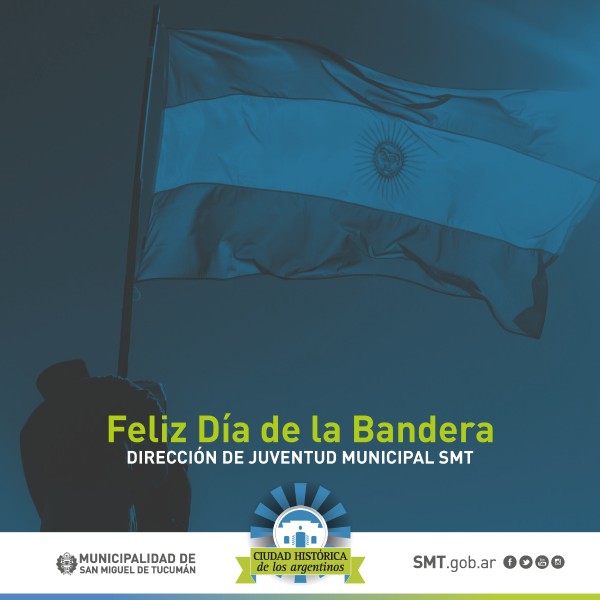 Feliz Día de la Bandera
DIRECCIÓN DE JUVENTUD MUNICIPAL SMT
MUNICIPALIDAD DE
SAN MIGUEL DE TUCUMÁN
CIUDAD HISTÓRICA
de los argentinos
SMT.gob.ar